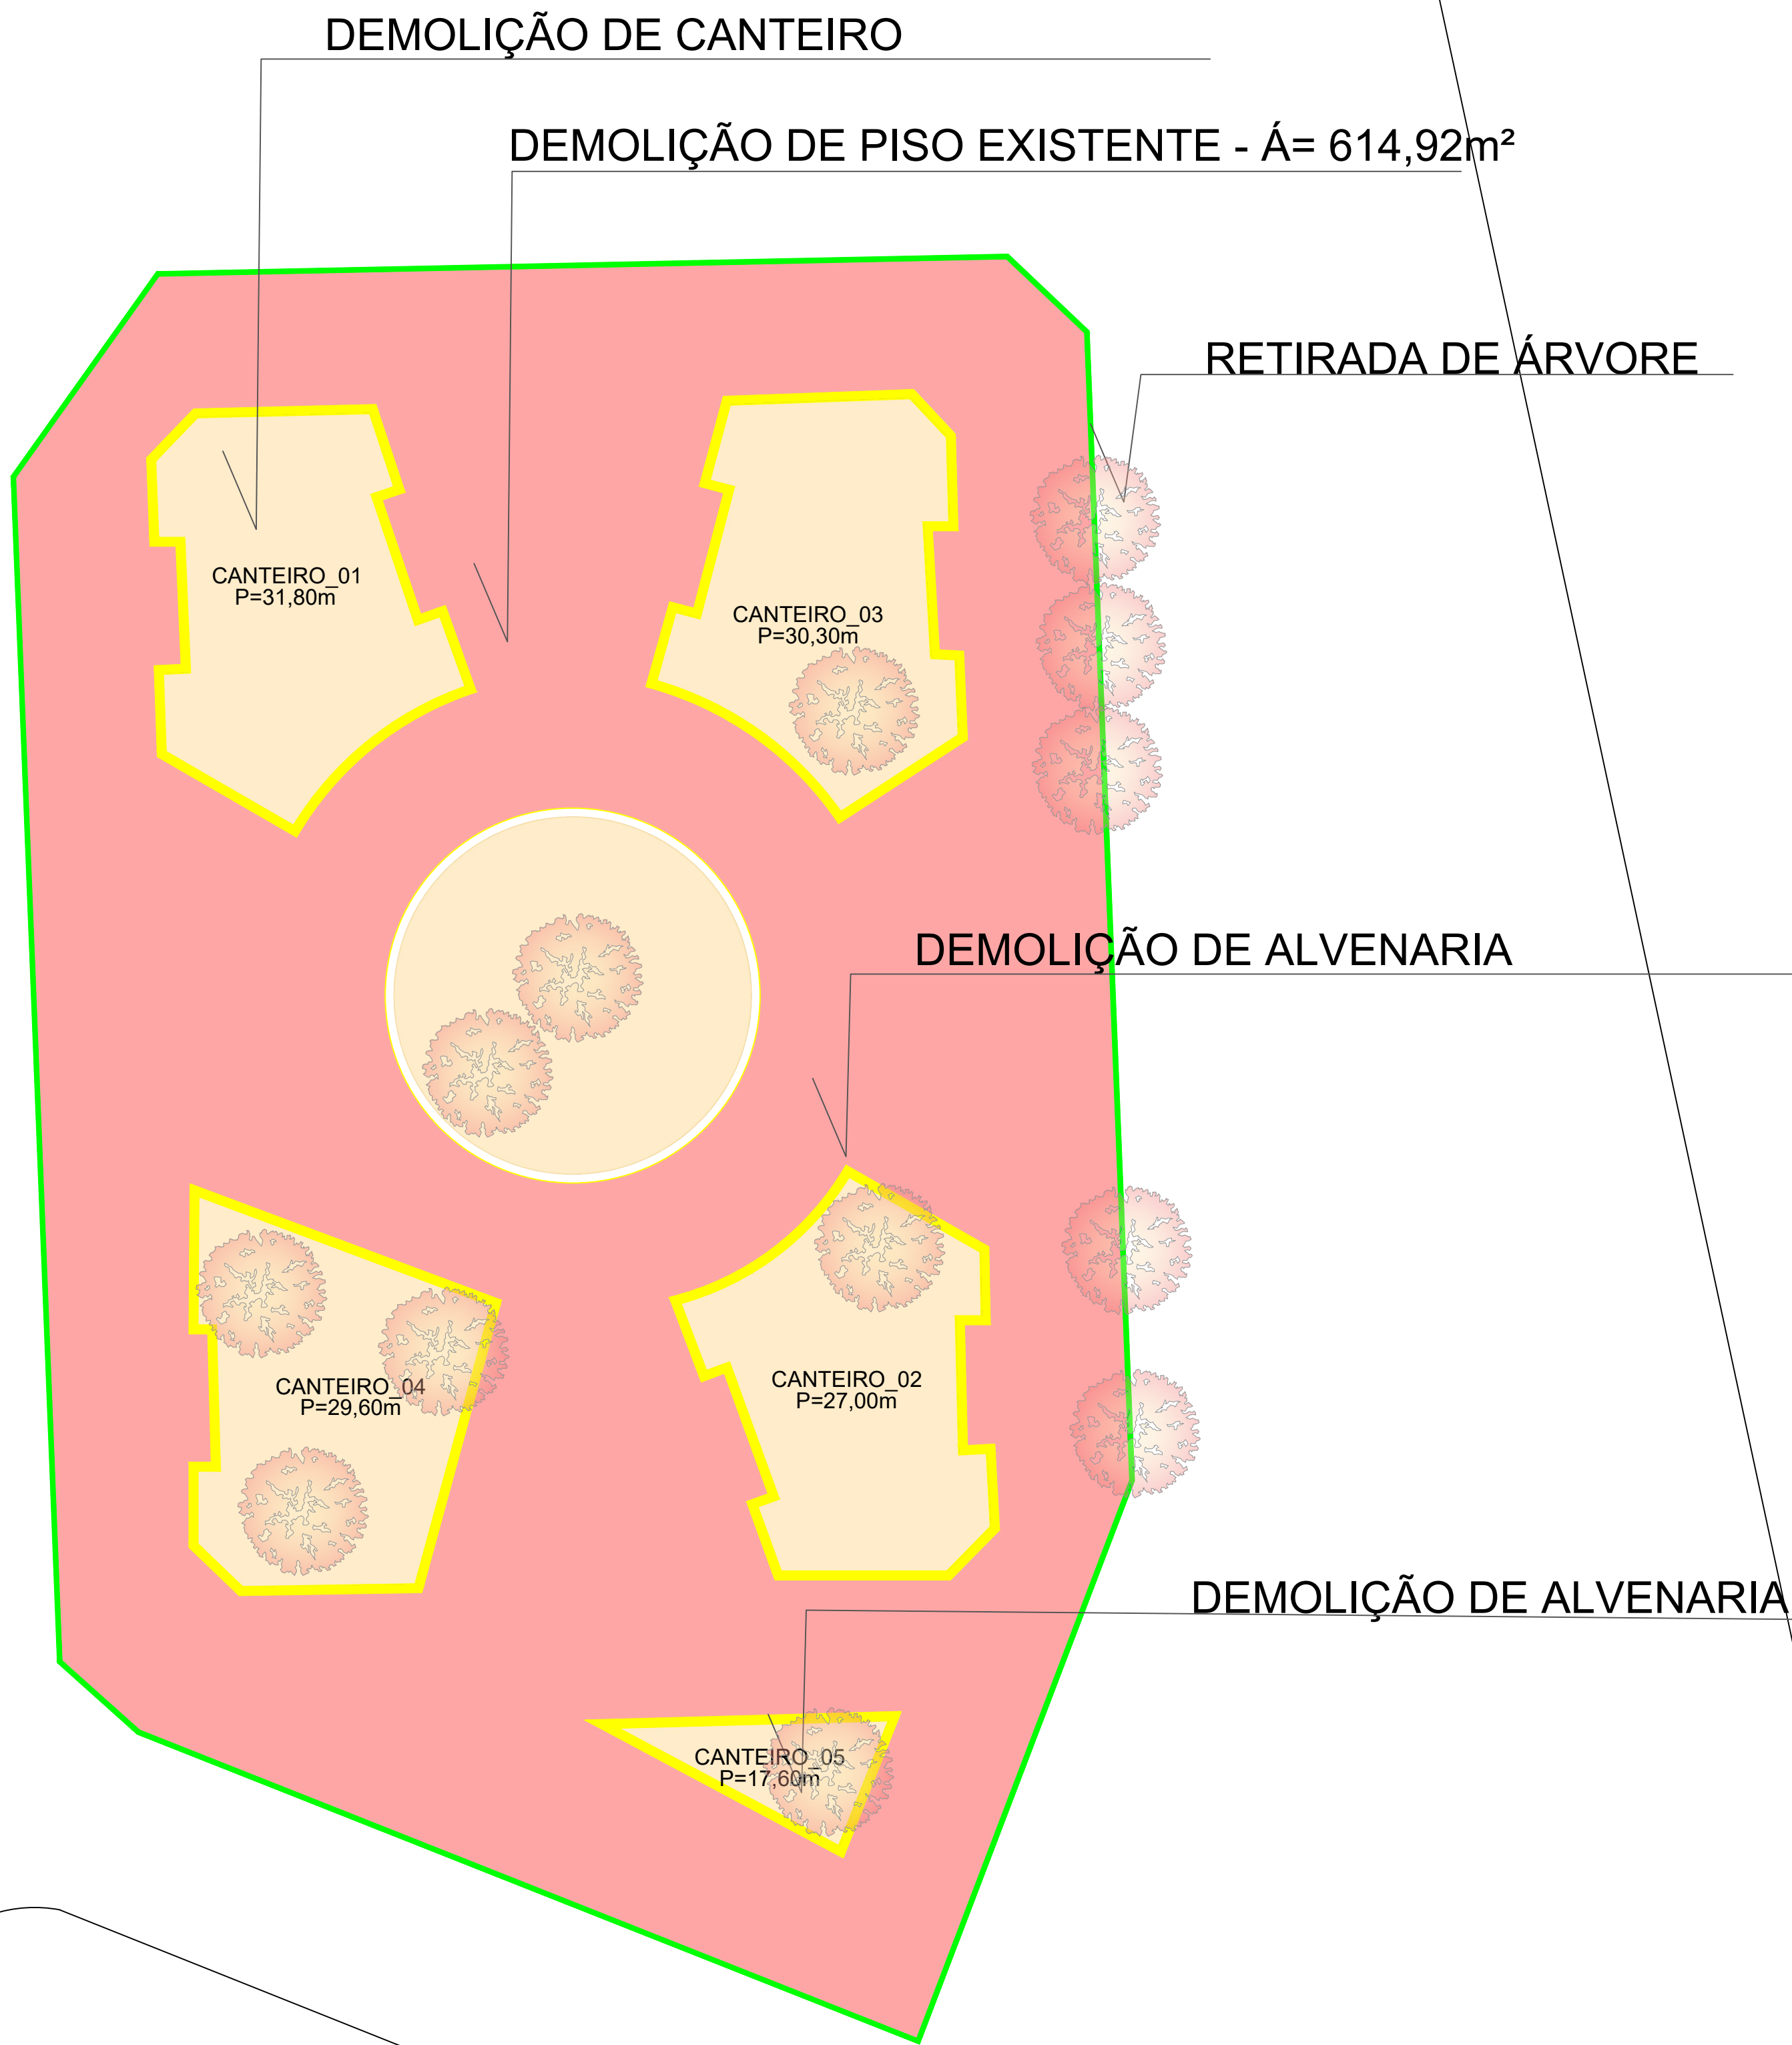 DEMOLIÇÃO DE CANTEIRO
DEMOLIÇÃO DE PISO EXISTENTE - Á= 614,92m²
RETIRADA DE ÁRVORE
CANTEIRO_01
P=31,80m
CANTEIRO_03
P=30,30m
DEMOLIÇÃO DE ALVENARIA
CANTEIRO_04
P=29,60m
CANTEIRO_02
P=27,00m
DEMOLIÇÃO DE ALVENARIA
CANTEIRO_05
P=17,60m